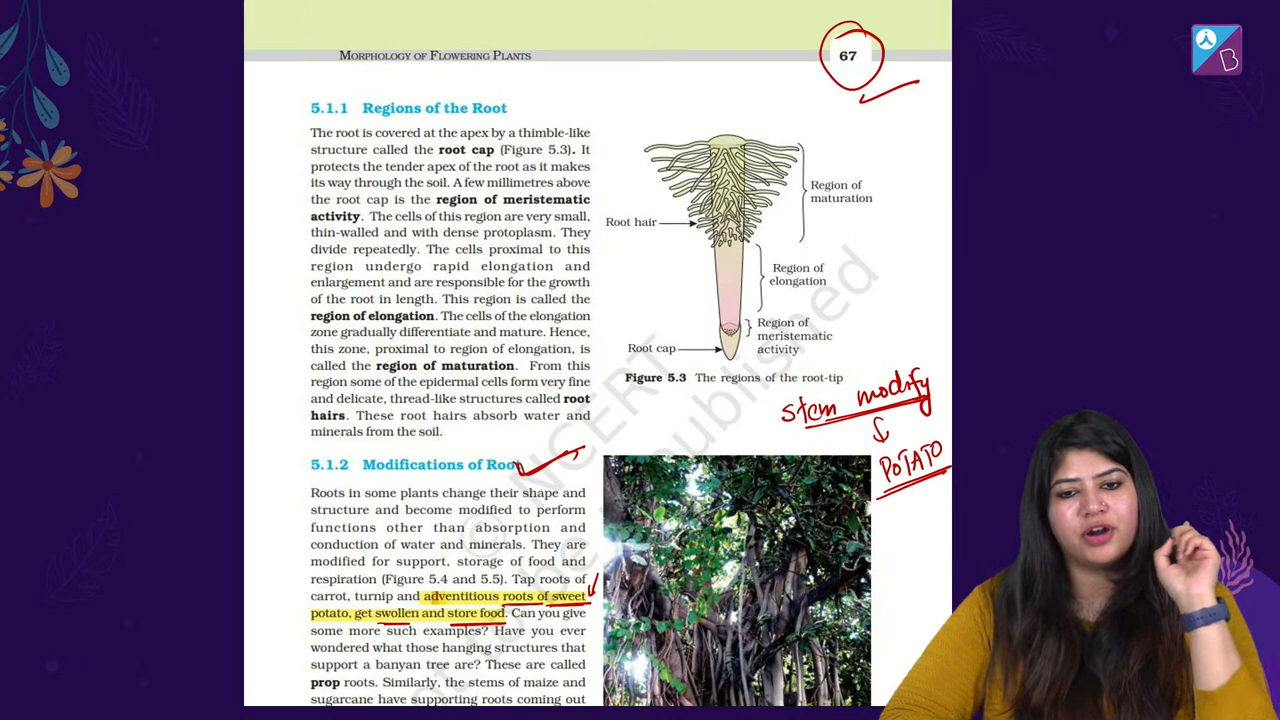 MORPHOLOGY OF FLOWERING PLANTS
67
5.1.1 Regions of the Root
The root is covered at the apex by a thimble-like
structure called the root cap (Figure 5.3). It
protects the tender apex of the root as it makes
its way through the soil. A few millimetres above
the root cap is the region of meristematic
activity. The cells of this region are very small,
thin-walled and with dense protoplasm. They
divide repeatedly. The cells proximal to this
region undergo rapid elongation and
enlargement and are responsible for the growth
of the root in length. This region is called the
region of elongation. The cells of the elongation
zone gradually differentiate and mature. Hence,
this zone, proximal to region of elongation, is
called the region of maturation. From this
region some of the epidermal cells form very fine
and delicate, thread-like structures called root
hairs. These root hairs absorb water and
minerals from the soil.
Region of
maturation
Root hair
Region of
elongation
Region of
meristematic
activity
Root cap
Figure 5.3 The regions of the root-tip
stem modify
POTATO
5.1.2 Modifications of Root
Roots in some plants change their shape and
structure and become modified to perform
functions other than absorption and
conduction of water and minerals. They are
modified for support, storage of food and
respiration (Figure 5.4 and 5.5). Tap roots of
carrot, turnip and adventitious roots of sweet
potato, get swollen and store food. Can you give
some more such examples? Have you ever
wondered what those hanging structures that
support a banyan tree are? These are called
prop roots. Similarly, the stems of maize and
sugarcane have supporting roots coming out
© NCERT
not to be republished
B